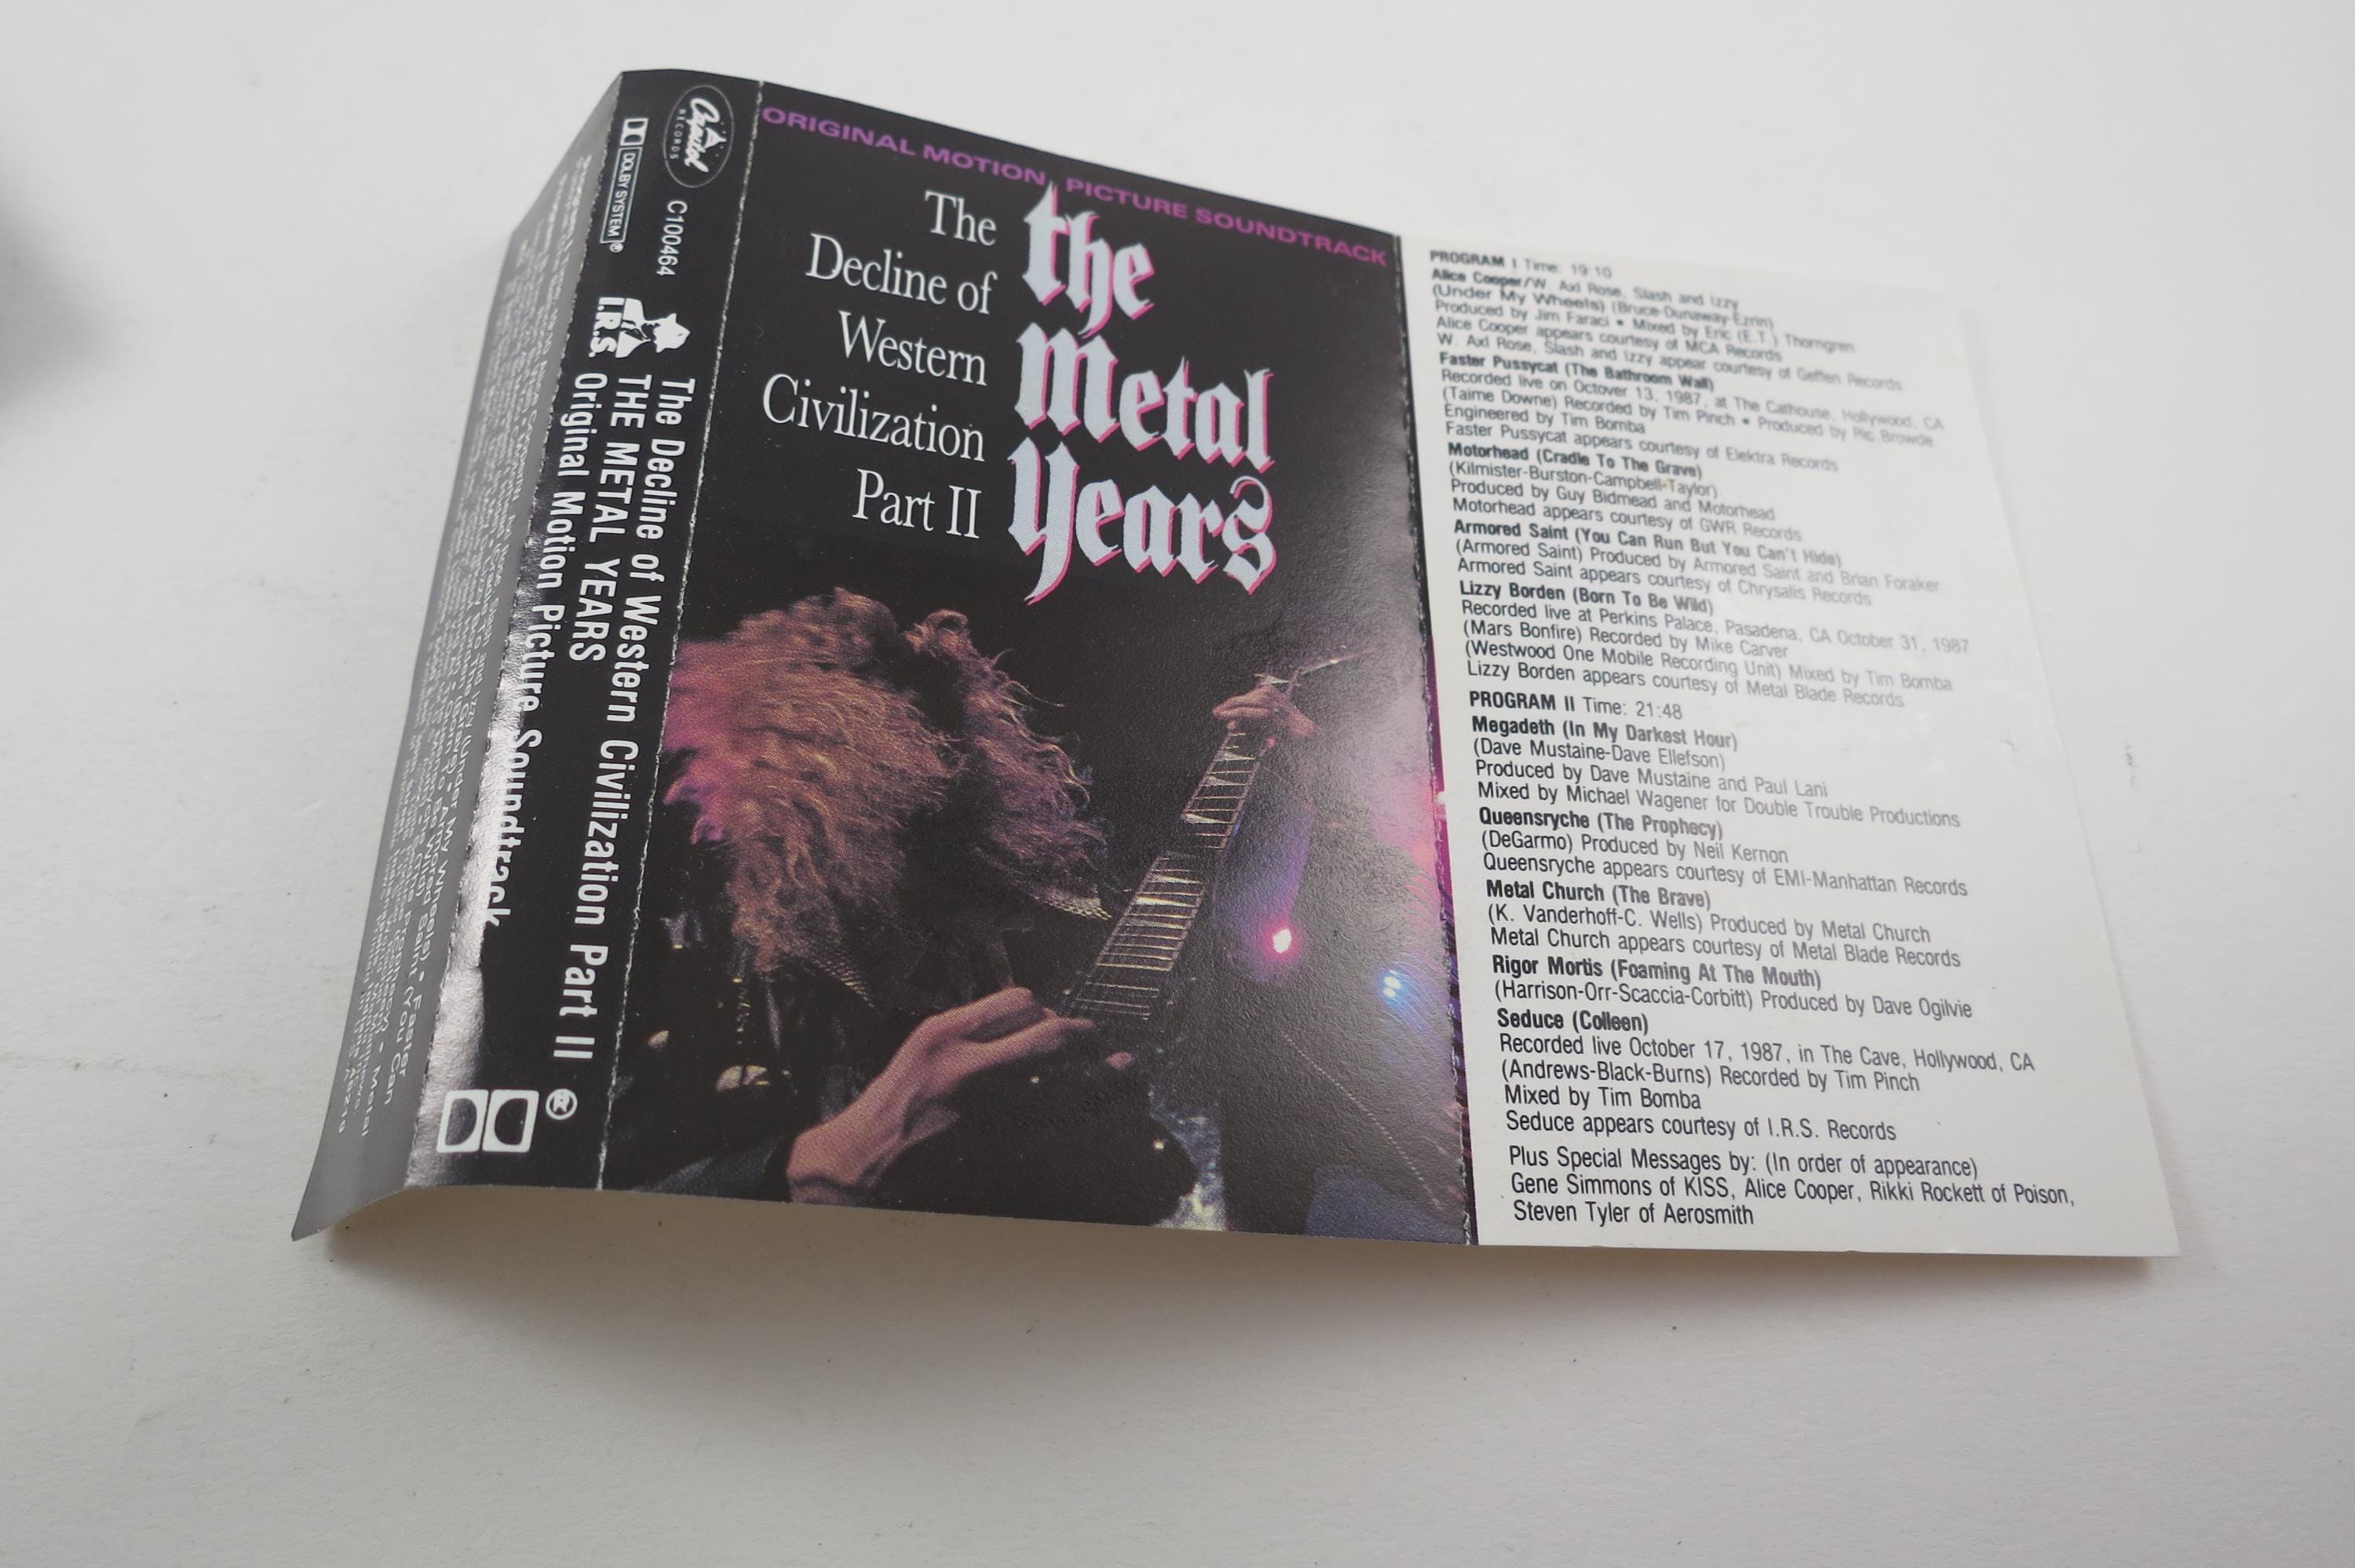 Capitol
RECORDS
DOLBY SYSTEM®
C100464
I.R.S.
The Decline of Western Civilization Part II
THE METAL YEARS
Original Motion Picture Soundtrack
®
ORIGINAL MOTION PICTURE SOUNDTRACK
The
Decline of
Western
Civilization
Part II
the
Metal
Years
PROGRAM I Time: 19:10
Alice Cooper/W. Axl Rose, Slash and Izzy
(Under My Wheels) (Bruce-Dunaway-Ezrin)
Produced by Jim Faraci • Mixed by Eric (E.T.) Thorngren
Alice Cooper appears courtesy of MCA Records
W. Axl Rose, Slash and Izzy appear courtesy of Geffen Records
Faster Pussycat (The Bathroom Wall)
Recorded live on Octover 13, 1987, at The Cathouse, Hollywood, CA
(Taime Downe) Recorded by Tim Pinch • Produced by Ric Browde
Engineered by Tim Bomba
Faster Pussycat appears courtesy of Elektra Records
Motorhead (Cradle To The Grave)
(Kilmister-Burston-Campbell-Taylor)
Produced by Guy Bidmead and Motorhead
Motorhead appears courtesy of GWR Records
Armored Saint (You Can Run But You Can't Hide)
(Armored Saint) Produced by Armored Saint and Brian Foraker
Armored Saint appears courtesy of Chrysalis Records
Lizzy Borden (Born To Be Wild)
Recorded live at Perkins Palace, Pasadena, CA October 31, 1987
(Mars Bonfire) Recorded by Mike Carver
(Westwood One Mobile Recording Unit) Mixed by Tim Bomba
Lizzy Borden appears courtesy of Metal Blade Records
PROGRAM II Time: 21:48
Megadeth (In My Darkest Hour)
(Dave Mustaine-Dave Ellefson)
Produced by Dave Mustaine and Paul Lani
Mixed by Michael Wagener for Double Trouble Productions
Queensryche (The Prophecy)
(DeGarmo) Produced by Neil Kernon
Queensryche appears courtesy of EMI-Manhattan Records
Metal Church (The Brave)
(K. Vanderhoff-C. Wells) Produced by Metal Church
Metal Church appears courtesy of Metal Blade Records
Rigor Mortis (Foaming At The Mouth)
(Harrison-Orr-Scaccia-Corbitt) Produced by Dave Ogilvie
Seduce (Colleen)
Recorded live October 17, 1987, in The Cave, Hollywood, CA
(Andrews-Black-Burns) Recorded by Tim Pinch
Mixed by Tim Bomba
Seduce appears courtesy of I.R.S. Records
Plus Special Messages by: (In order of appearance)
Gene Simmons of KISS, Alice Cooper, Rikki Rockett of Poison,
Steven Tyler of Aerosmith